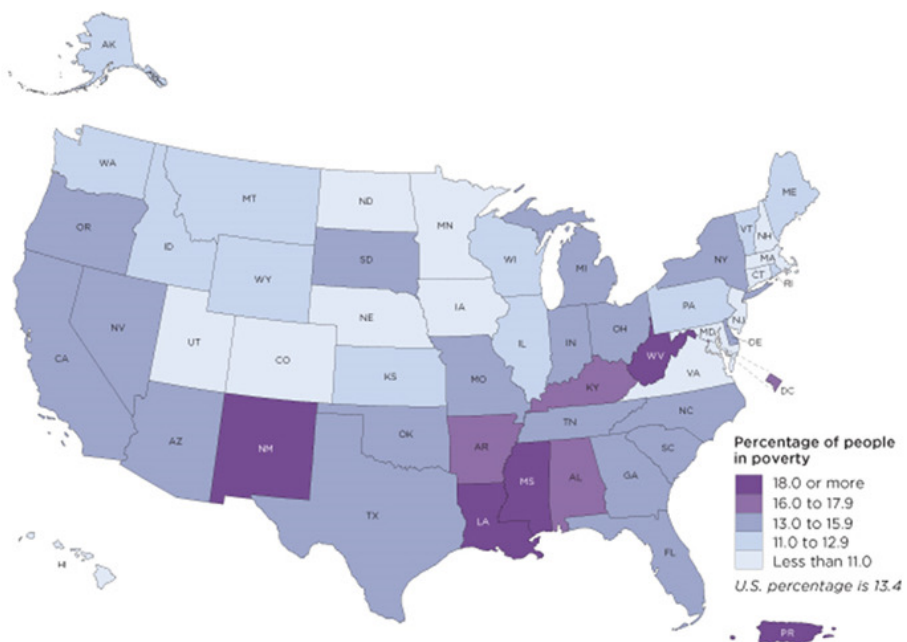 AK
WA
MT
ND
MN
ME
OR
ID
WY
SD
WI
MI
NY
VT
NH
MA
CT
RI
NV
UT
CO
NE
IA
IL
IN
OH
PA
NJ
MD
DE
CA
KS
MO
KY
WV
VA
DC
AZ
NM
OK
AR
TN
NC
TX
LA
MS
AL
GA
SC
FL
HI
PR
Percentage of people
in poverty
18.0 or more
16.0 to 17.9
13.0 to 15.9
11.0 to 12.9
Less than 11.0
U.S. percentage is 13.4